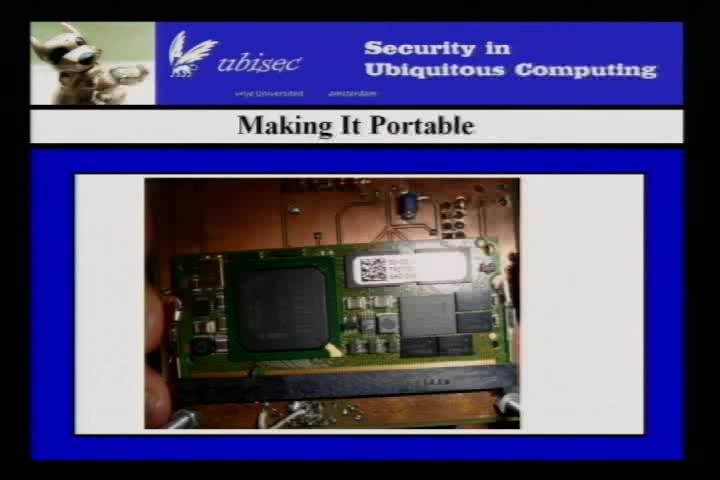 ubisec
Security in
Ubiquitous Computing
vrije Universiteit amsterdam
Making It Portable